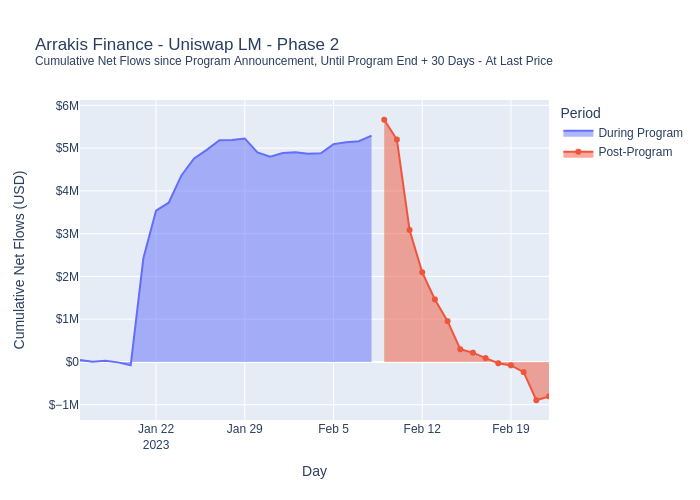 Arrakis Finance - Uniswap LM - Phase 2
Cumulative Net Flows since Program Announcement, Until Program End + 30 Days - At Last Price
Period
During Program
Post-Program
Cumulative Net Flows (USD)
$6M
$5M
$4M
$3M
$2M
$1M
$0
$−1M
Jan 22
2023
Jan 29
Feb 5
Feb 12
Feb 19
Day